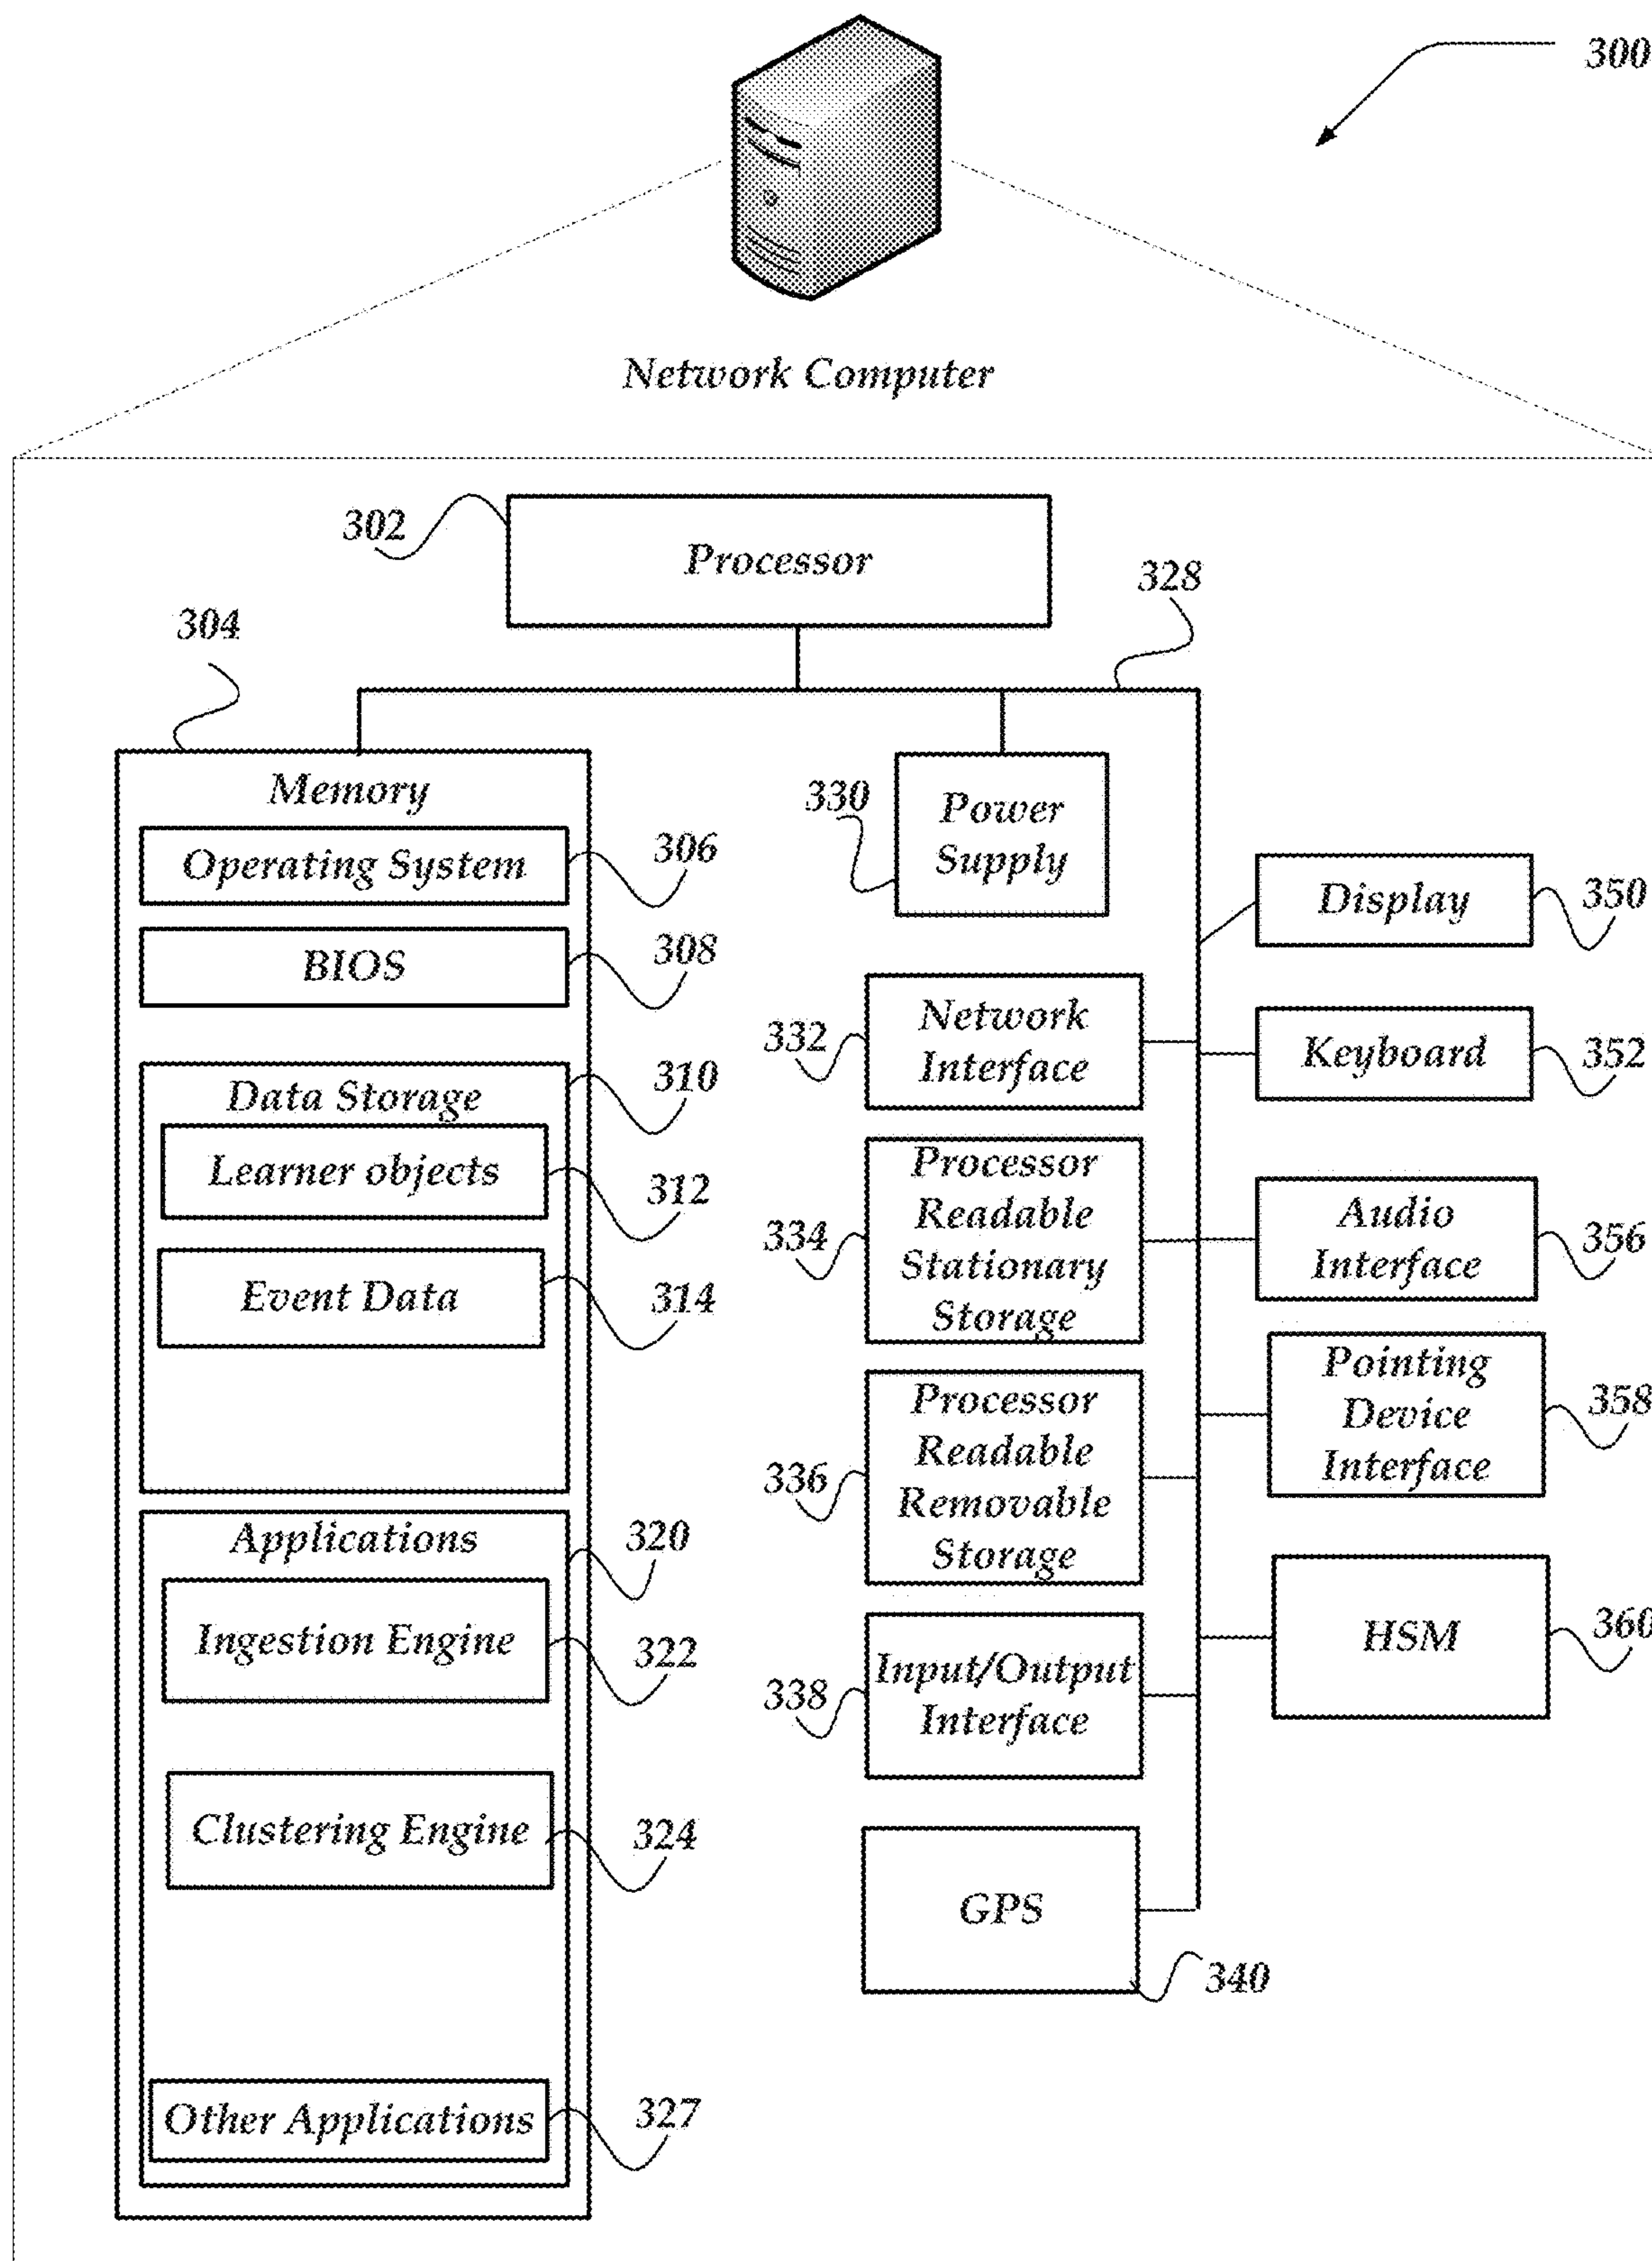 300
Network Computer
302
Processor
328
304
Memory
Operating System
306
BIOS
308
Data Storage
310
Learner objects
312
Event Data
314
Applications
320
Ingestion Engine
322
Clustering Engine
324
Other Applications
327
330
Power
Supply
332
Network
Interface
334
Processor
Readable
Stationary
Storage
336
Processor
Readable
Removable
Storage
338
Input/Output
Interface
GPS
340
Display
350
Keyboard
352
Audio
Interface
356
Pointing
Device
Interface
358
HSM
360